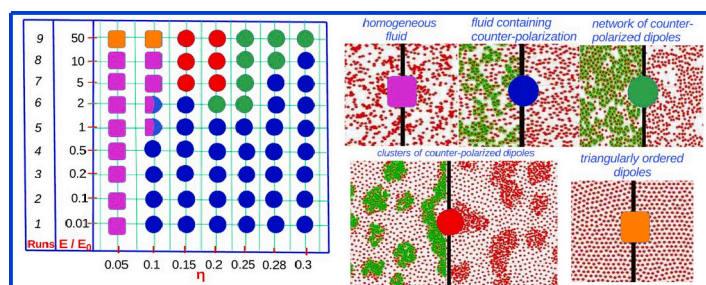 9 50
8 10
7 5
6 2
5 1
4 0.5
3 0.2
2 0.1
1 0.01
Runs E / E0
0.05 0.1 0.15 0.2 0.25 0.28 0.3
η
homogeneous
fluid
fluid containing
counter-polarization
network of counter-
polarized dipoles
clusters of counter-polarized dipoles
triangularly ordered
dipoles